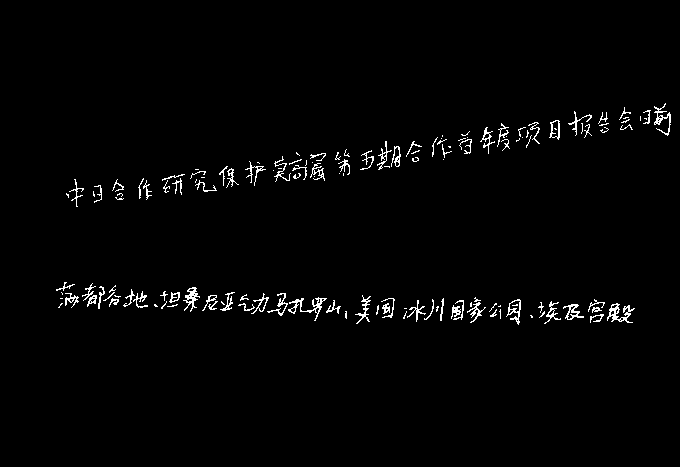 中日合作研究保护莫高窟第五期合作首年度项目报告会日前
都各地、坦桑尼亚乞力马扎罗山、美国冰川国家公园、埃及宫殿